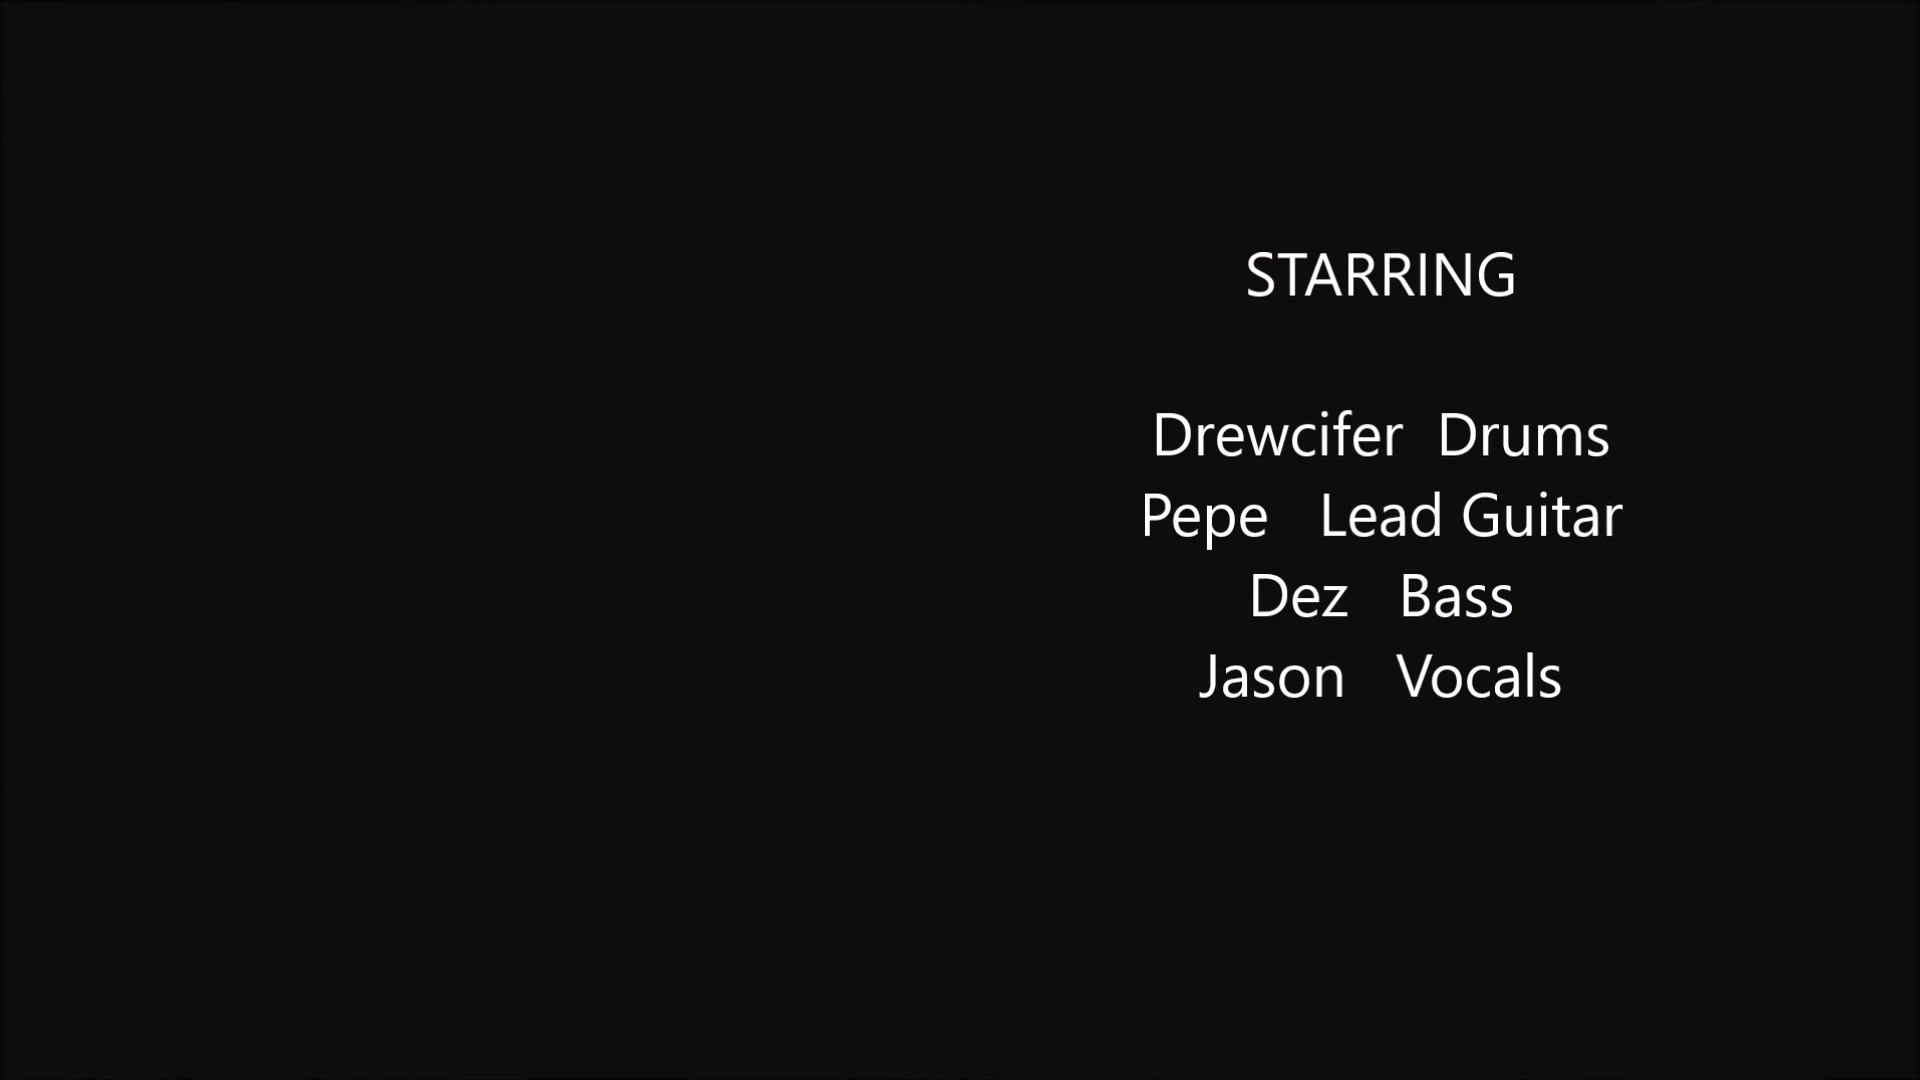 STARRING
Drewcifer Drums
Pepe Lead Guitar
Dez Bass
Jason Vocals